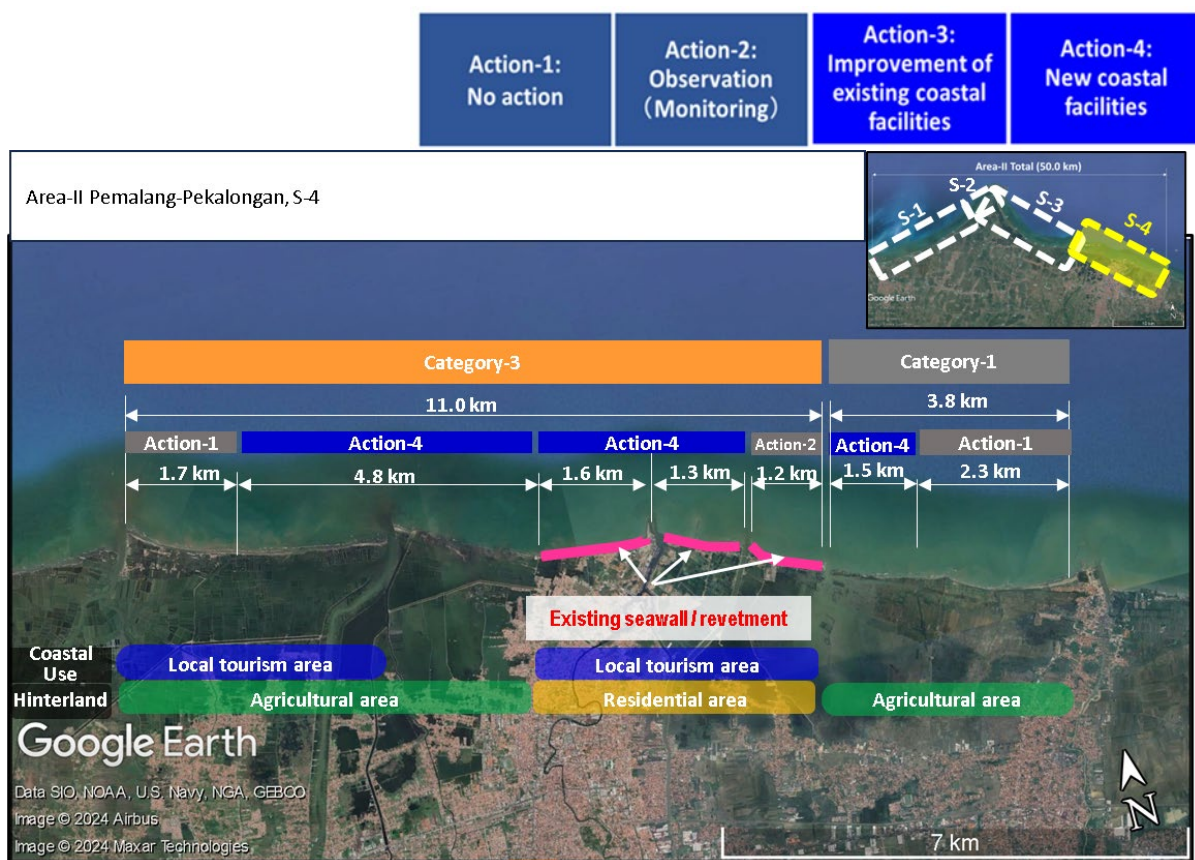 Action-1:
No action
Action-2:
Observation
(Monitoring)
Action-3:
Improvement of
existing coastal
facilities
Action-4:
New coastal
facilities
Area-II Pemalang-Pekalongan, S-4
Area-II Total (50.0 km)
S-1
S-2
S-3
S-4
Google Earth
N
Category-3
Category-1
11.0 km
3.8 km
Action-1
Action-4
Action-4
Action-2
Action-4
Action-1
1.7 km
4.8 km
1.6 km
1.3 km
1.2 km
1.5 km
2.3 km
Existing seawall / revetment
Coastal
Use
Local tourism area
Local tourism area
Hinterland
Agricultural area
Residential area
Agricultural area
Google Earth
Data SIO, NOAA, U.S. Navy, NGA, GEBCO
Image © 2024 Airbus
Image © 2024 Maxar Technologies
N
7 km